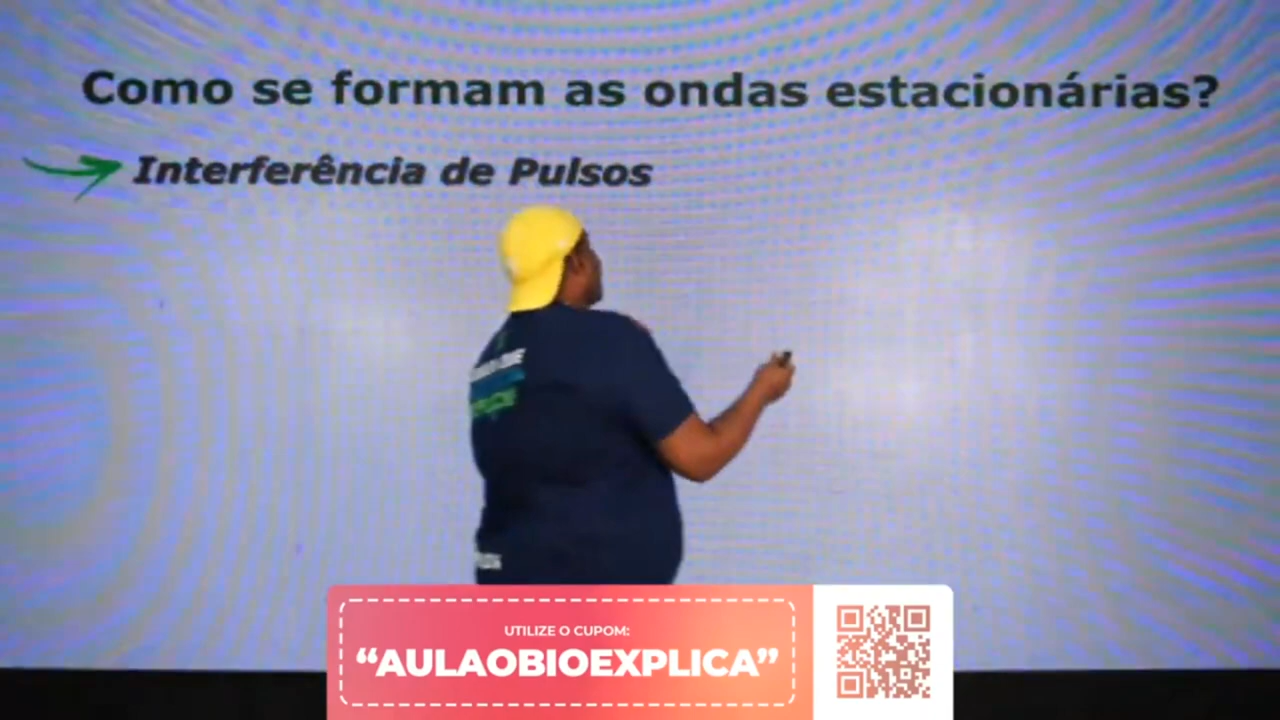 Como se formam as ondas estacionárias?
Interferência de Pulsos
UTILIZE O CUPOM:
“AULAOBIOEXPLICA”